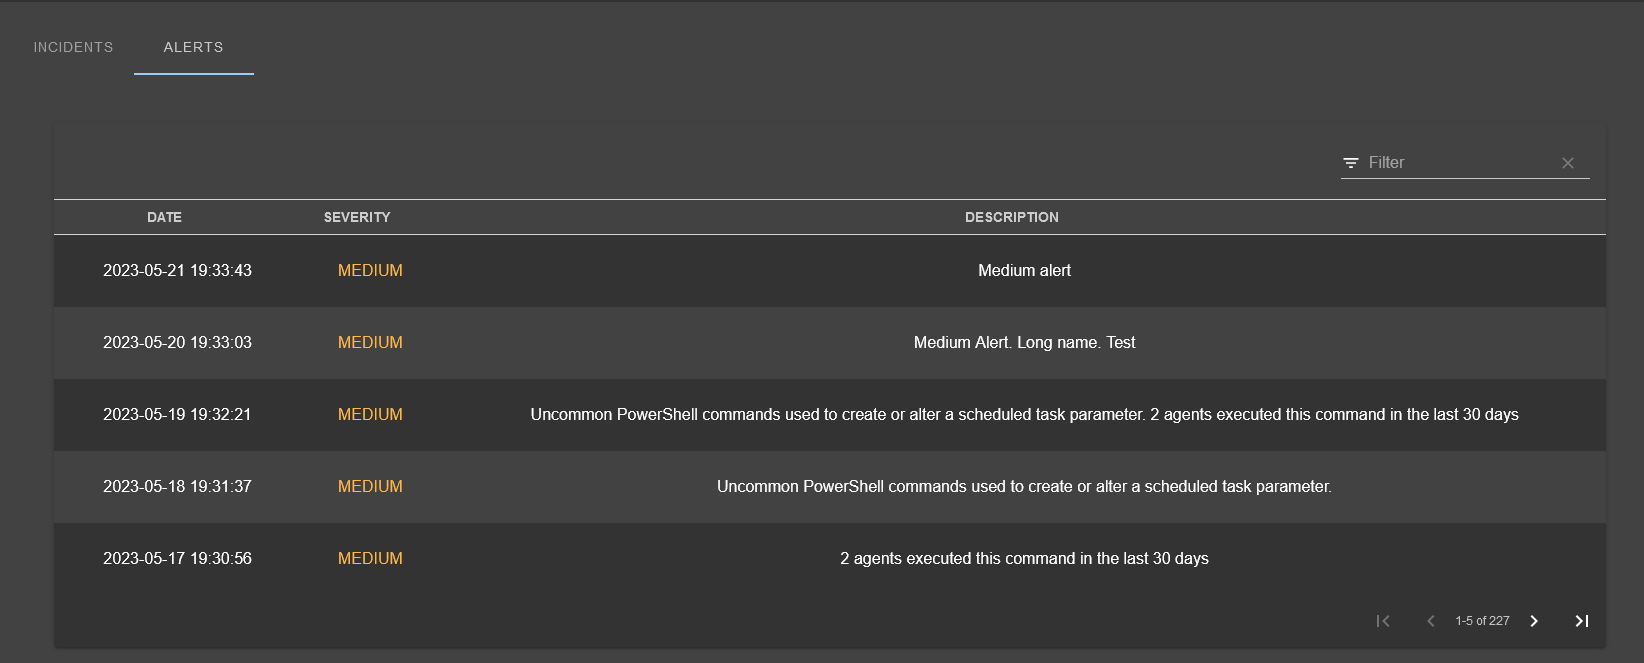 INCIDENTS ALERTS
Filter
DATE SEVERITY DESCRIPTION
2023-05-21 19:33:43 MEDIUM Medium alert
2023-05-20 19:33:03 MEDIUM Medium Alert. Long name. Test
2023-05-19 19:32:21 MEDIUM Uncommon PowerShell commands used to create or alter a scheduled task parameter. 2 agents executed this command in the last 30 days
2023-05-18 19:31:37 MEDIUM Uncommon PowerShell commands used to create or alter a scheduled task parameter.
2023-05-17 19:30:56 MEDIUM 2 agents executed this command in the last 30 days
1-5 of 227